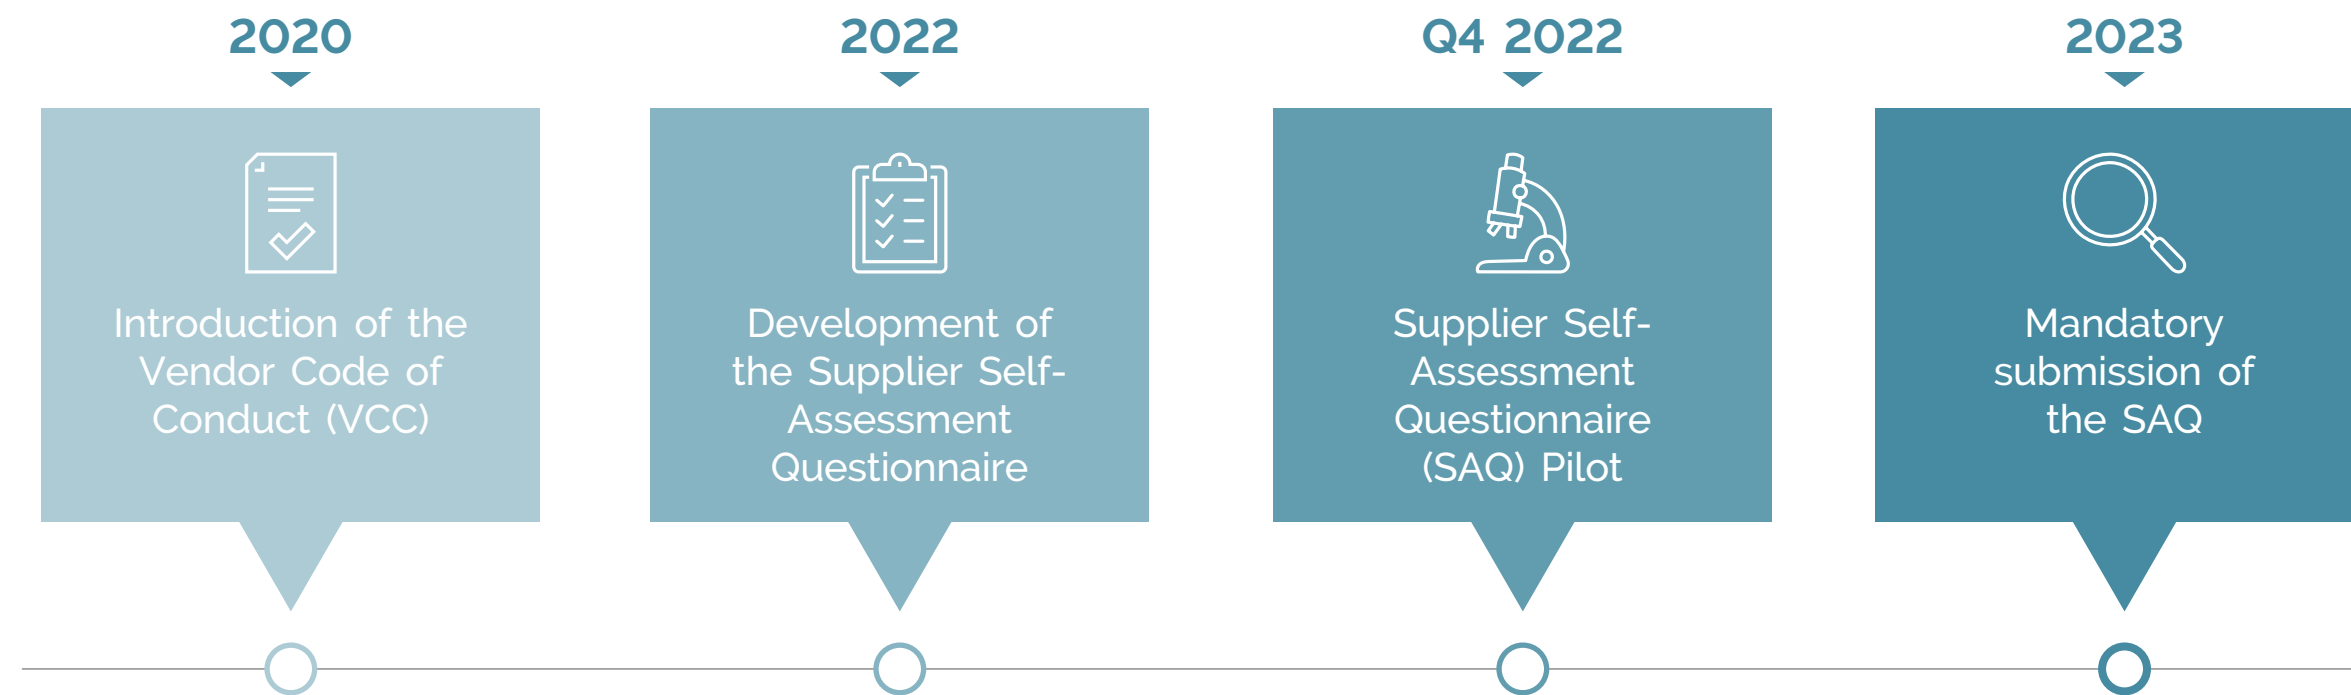 2020
Introduction of the
Vendor Code of
Conduct (VCC)
2022
Development of
the Supplier Self-
Assessment
Questionnaire
Q4 2022
Supplier Self-
Assessment
Questionnaire
(SAQ) Pilot
2023
Mandatory
submission of
the SAQ